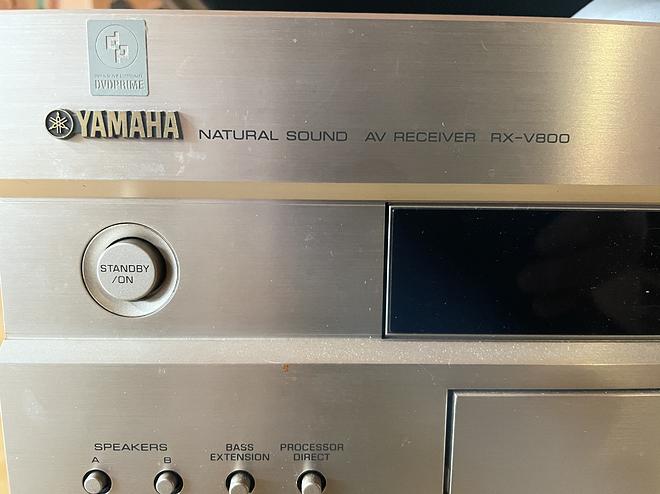 DVDPRIME
YAMAHA NATURAL SOUND AV RECEIVER RX-V800
STANDBY
/ON
SPEAKERS
A B
BASS
EXTENSION
PROCESSOR
DIRECT